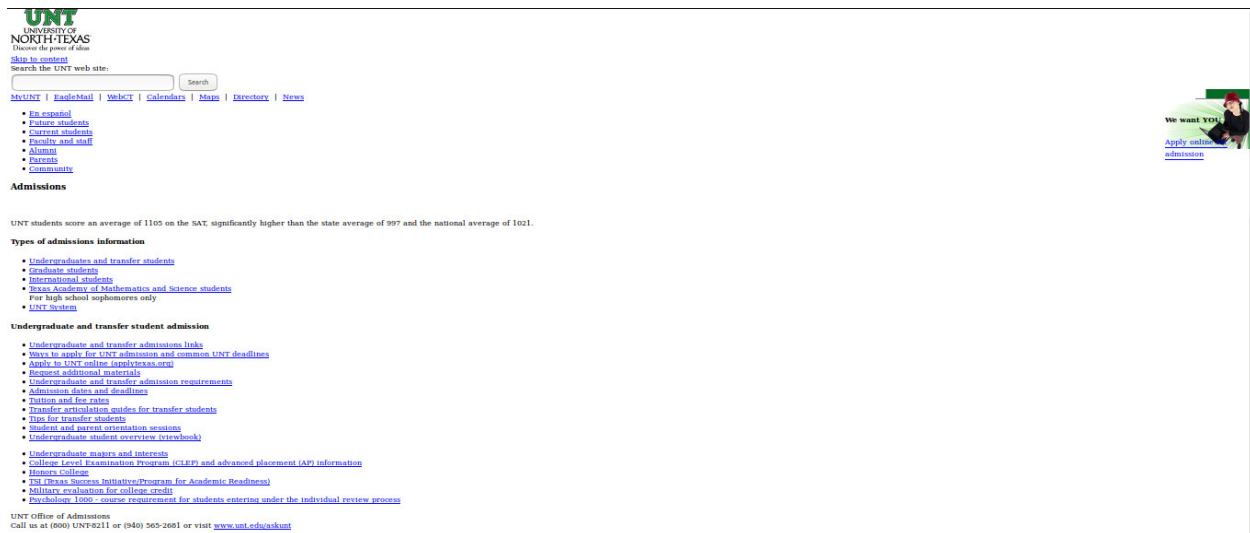 UNT
UNIVERSITY OF
NORTH·TEXAS
Discover the power of ideas
Skip to content
Search the UNT web site:
Search
MyUNT | EagleMail | WebCT | Calendars | Maps | Directory | News
En español
Future students
Current students
Faculty and staff
Alumni
Parents
Community
We want YOU
Apply online
admission
Admissions
UNT students score an average of 1105 on the SAT, significantly higher than the state average of 997 and the national average of 1021.
Types of admissions information
Undergraduates and transfer students
Graduate students
International students
Texas Academy of Mathematics and Science students
For high school sophomores only
UNT System
Undergraduate and transfer student admission
Undergraduate and transfer admissions links
Ways to apply for UNT admission and common UNT deadlines
Apply to UNT online (applytexas.org)
Request additional materials
Undergraduate and transfer admission requirements
Admission dates and deadlines
Tuition and fee rates
Transfer articulation guides for transfer students
Tips for transfer students
Student and parent orientation sessions
Undergraduate student overview (viewbook)
Undergraduate majors and interests
College Level Examination Program (CLEP) and advanced placement (AP) information
Honors College
TSI (Texas Success Initiative/Program for Academic Readiness)
Military evaluation for college credit
Psychology 1000 - course requirement for students entering under the individual review process
UNT Office of Admissions
Call us at (800) UNT-8211 or (940) 565-2681 or visit www.unt.edu/askunt